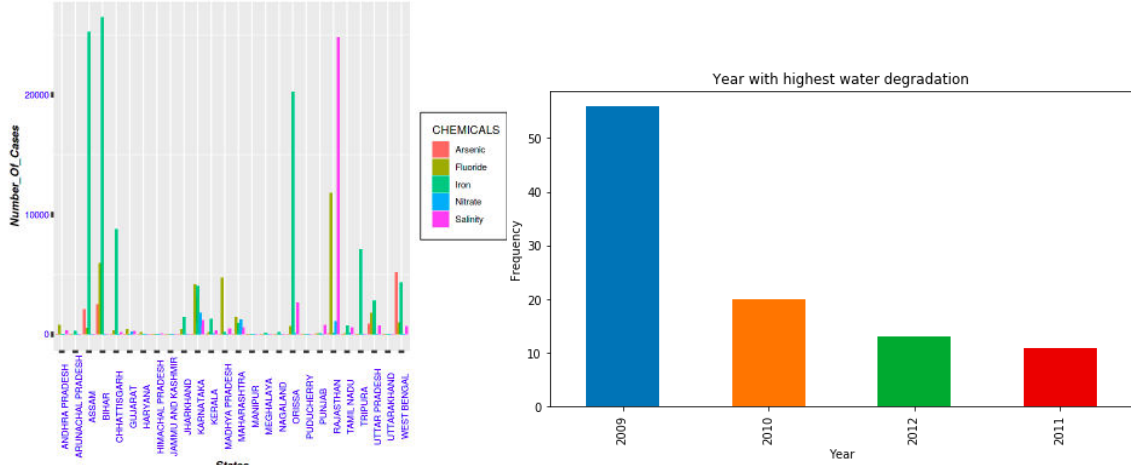 Number_Of_Cases
20000
10000
0
ANDHRA PRADESH
ARUNACHAL PRADESH
ASSAM
BIHAR
CHHATTISGARH
GUJARAT
HARYANA
HIMACHAL PRADESH
JAMMU AND KASHMIR
JHARKHAND
KARNATAKA
KERALA
MADHYA PRADESH
MAHARASHTRA
MANIPUR
MEGHALAYA
NAGALAND
ORISSA
PUDUCHERRY
PUNJAB
RAJASTHAN
TAMIL NADU
TRIPURA
UTTAR PRADESH
UTTARAKHAND
WEST BENGAL
States
CHEMICALS
Arsenic
Fluoride
Iron
Nitrate
Salinity
Year with highest water degradation
Frequency
50
40
30
20
10
0
2009
2010
2012
2011
Year